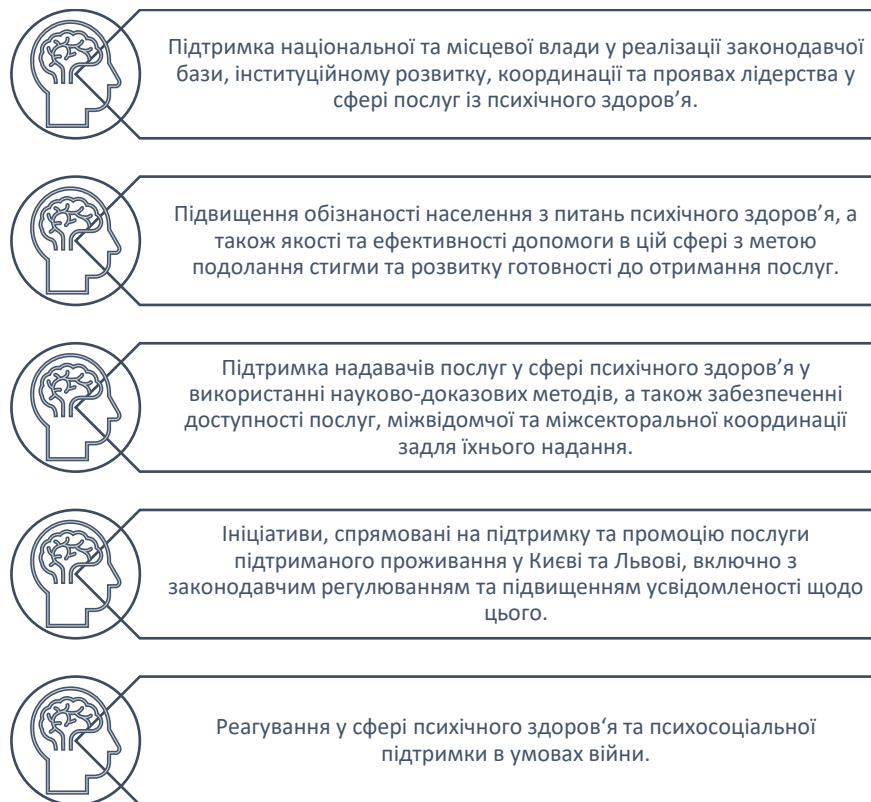 Підтримка національної та місцевої влади у реалізації законодавчої
бази, інституційному розвитку, координації та проявах лідерства у
сфері послуг із психічного здоров’я.
Підвищення обізнаності населення з питань психічного здоров’я, а
також якості та ефективності допомоги в цій сфері з метою
подолання стигми та розвитку готовності до отримання послуг.
Підтримка надавачів послуг у сфері психічного здоров’я у
використанні науково-доказових методів, а також забезпеченні
доступності послуг, міжвідомчої та міжсекторальної координації
задля їхнього надання.
Ініціативи, спрямовані на підтримку та промоцію послуги
підтриманого проживання у Києві та Львові, включно з
законодавчим регулюванням та підвищенням усвідомленості щодо
цього.
Реагування у сфері психічного здоров‘я та психосоціальної
підтримки в умовах війни.